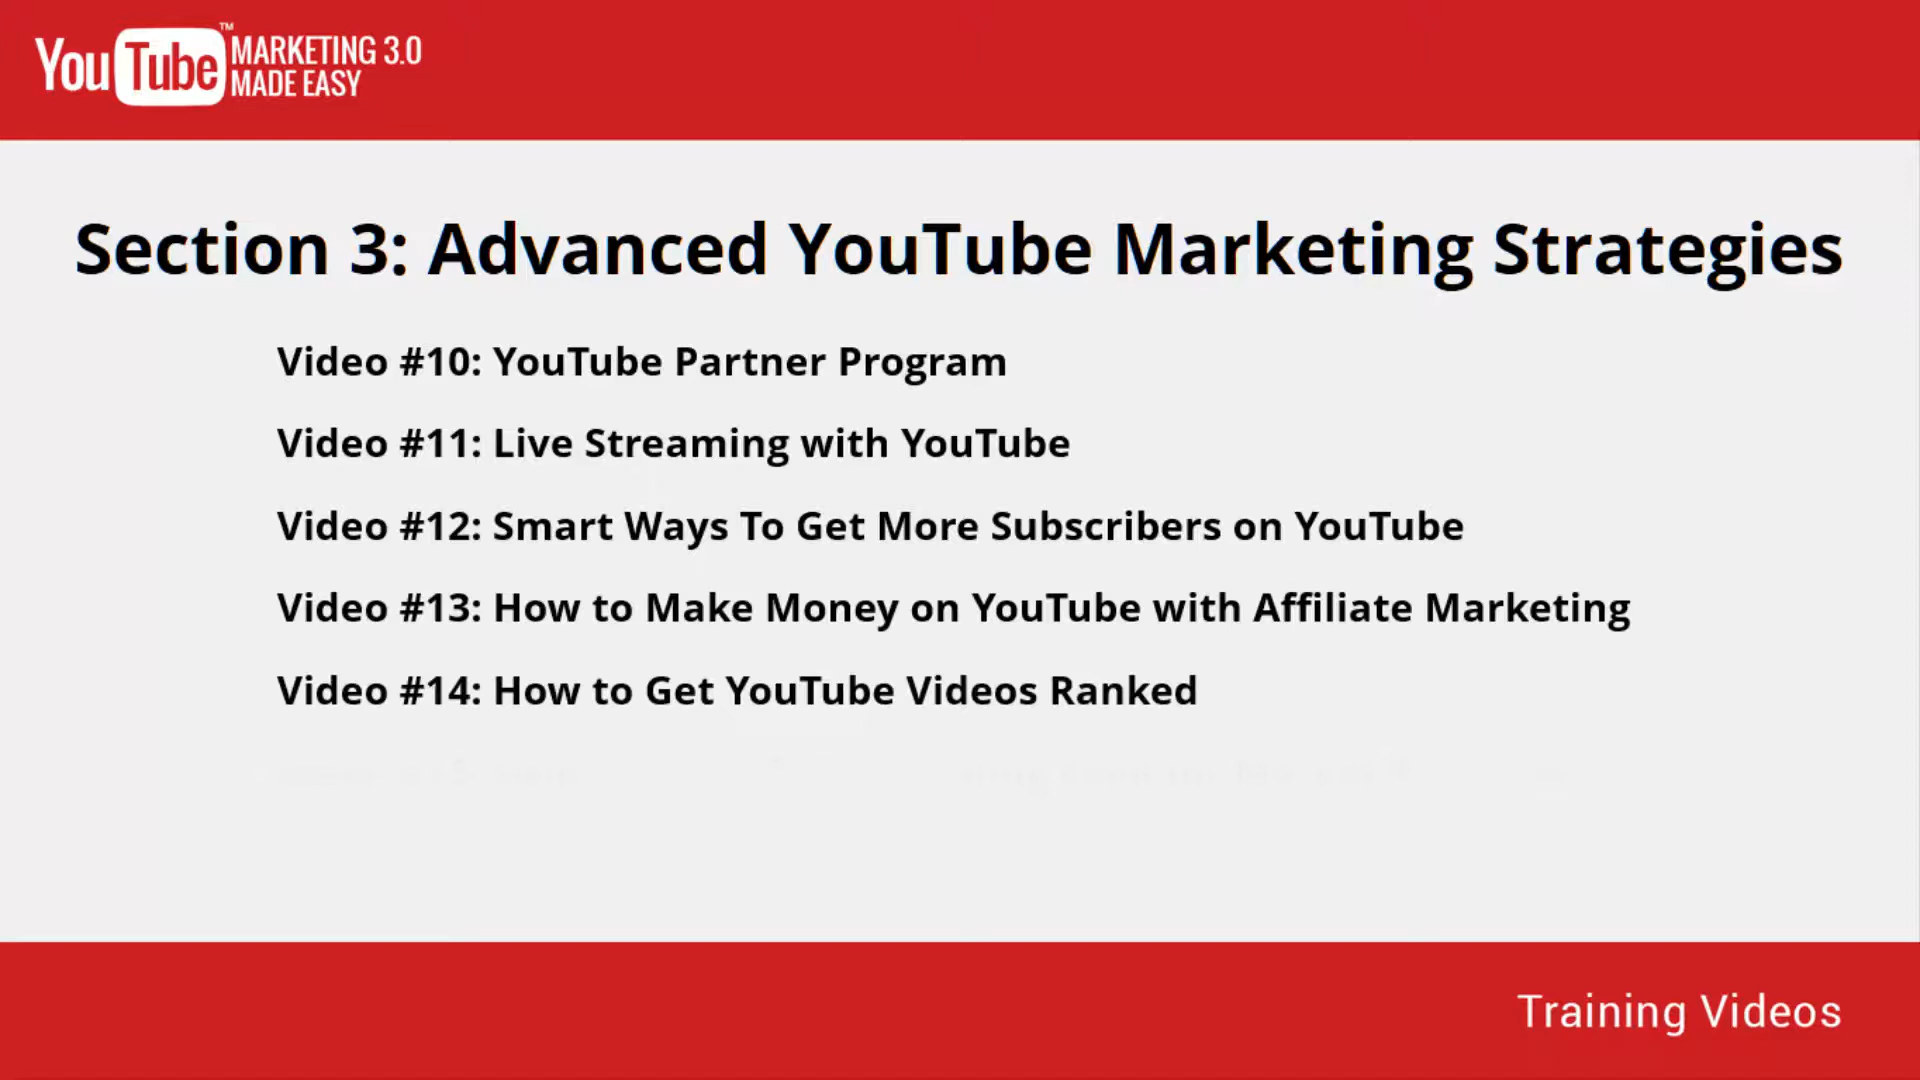 YouTube™ MARKETING 3.0
MADE EASY
Section 3: Advanced YouTube Marketing Strategies
Video #10: YouTube Partner Program
Video #11: Live Streaming with YouTube
Video #12: Smart Ways To Get More Subscribers on YouTube
Video #13: How to Make Money on YouTube with Affiliate Marketing
Video #14: How to Get YouTube Videos Ranked
Training Videos